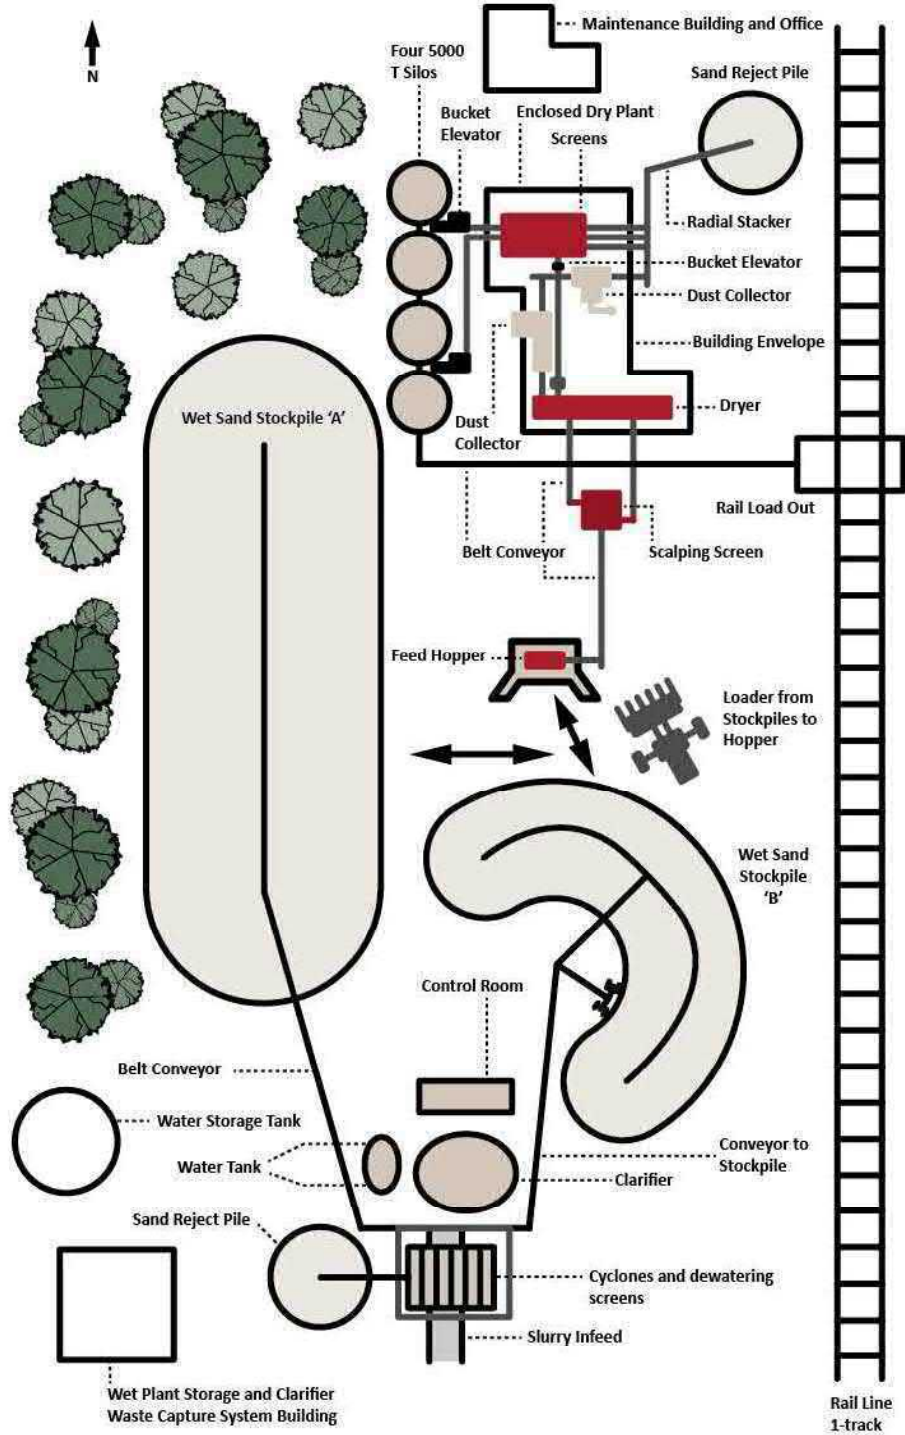 Maintenance Building and Office
N
Four 5000
T Silos
Sand Reject Pile
Bucket
Elevator
Enclosed Dry Plant
Screens
Radial Stacker
Bucket Elevator
Dust Collector
Building Envelope
Wet Sand Stockpile ‘A’
Dryer
Dust
Collector
Rail Load Out
Belt Conveyor
Scalping Screen
Feed Hopper
Loader from
Stockpiles to
Hopper
Wet Sand
Stockpile
‘B’
Control Room
Belt Conveyor
Water Storage Tank
Water Tank
Conveyor to
Stockpile
Clarifier
Sand Reject Pile
Cyclones and dewatering
screens
Slurry Infeed
Wet Plant Storage and Clarifier
Waste Capture System Building
Rail Line
1-track